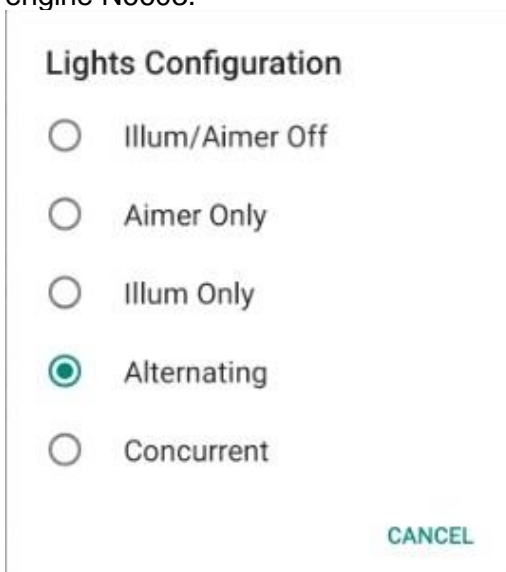 Lights Configuration
Illum/Aimer Off
Aimer Only
Illum Only
Alternating
Concurrent
CANCEL